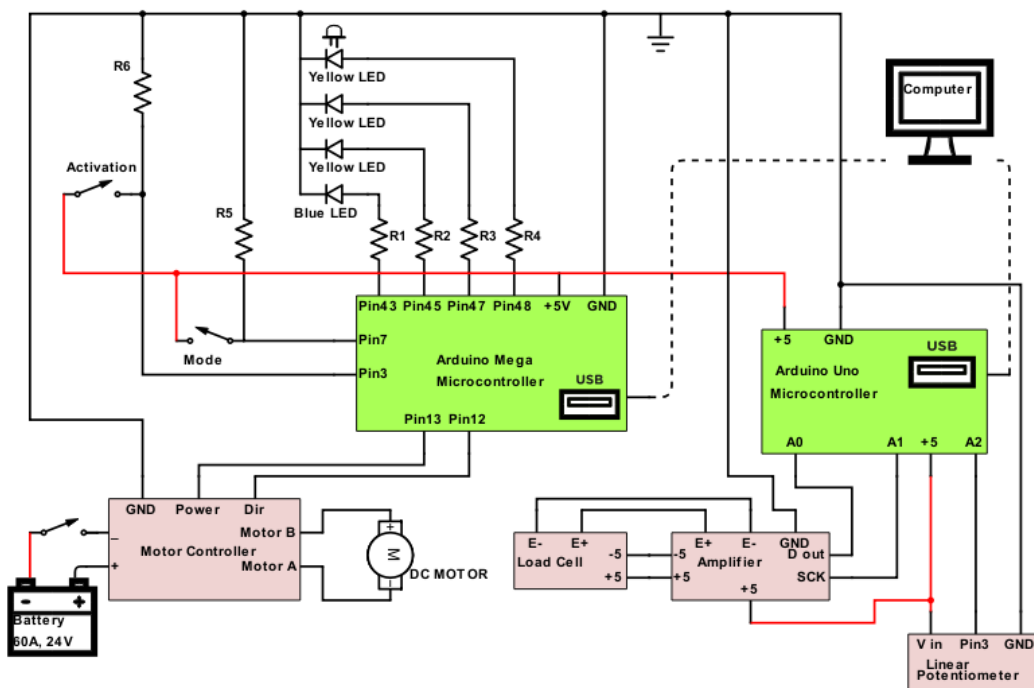 R6
Yellow LED
Computer
Yellow LED
Activation
Yellow LED
R5
Blue LED
R1
R2
R3
R4
Pin43
Pin45
Pin47
Pin48
+5V
GND
Pin7
Mode
Arduino Mega
Microcontroller
Pin3
USB
+5
GND
USB
Arduino Uno
Microcontroller
Pin13
Pin12
A0
A1
+5
A2
GND
Power
Dir
Motor B
Motor Controller
Motor A
–
+
+
M
–
DC MOTOR
-
+
Battery
60A, 24V
E-
E+
-5
Load Cell
+5
E+
E-
GND
-5
D out
Amplifier
+5
SCK
+5
V in
Pin3
GND
Linear
Potentiometer